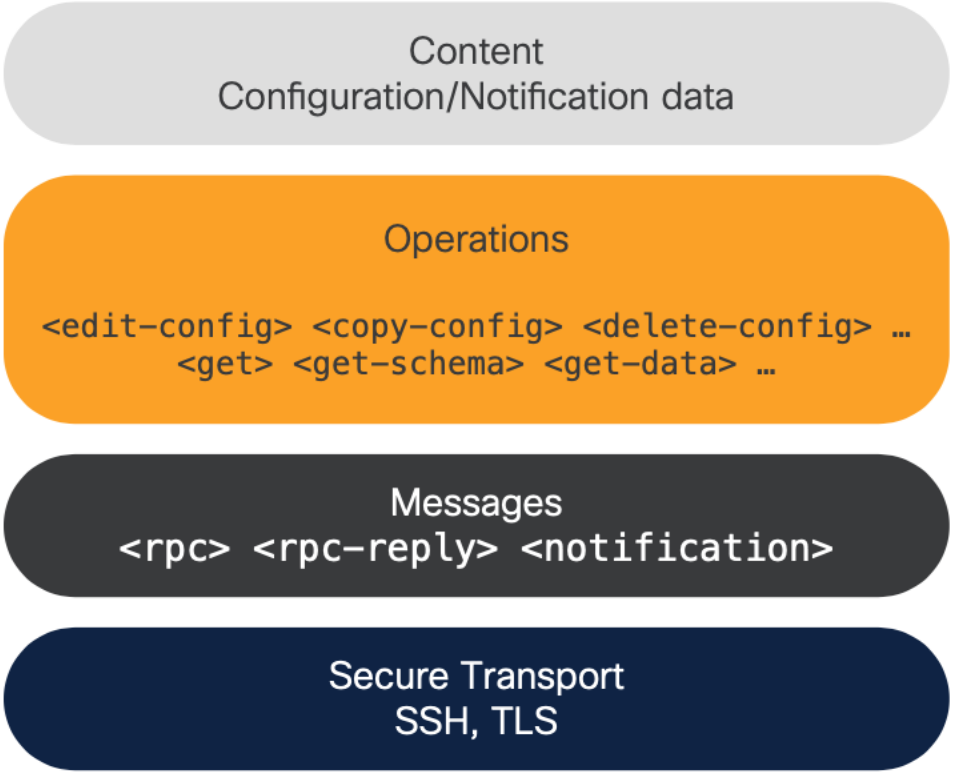 Content
Configuration/Notification data
Operations
<edit-config> <copy-config> <delete-config> …
<get> <get-schema> <get-data> …
Messages
<rpc> <rpc-reply> <notification>
Secure Transport
SSH, TLS